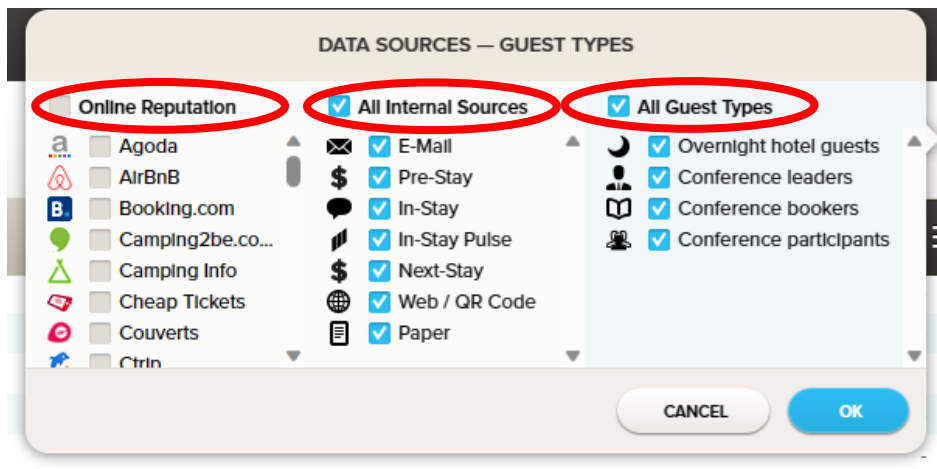 DATA SOURCES — GUEST TYPES
Online Reputation
Agoda
AirBnB
Booking.com
Camping2be.co...
Camping Info
Cheap Tickets
Couverts
Ctrip
All Internal Sources
E-Mail
Pre-Stay
In-Stay
In-Stay Pulse
Next-Stay
Web / QR Code
Paper
All Guest Types
Overnight hotel guests
Conference leaders
Conference bookers
Conference participants
CANCEL
OK